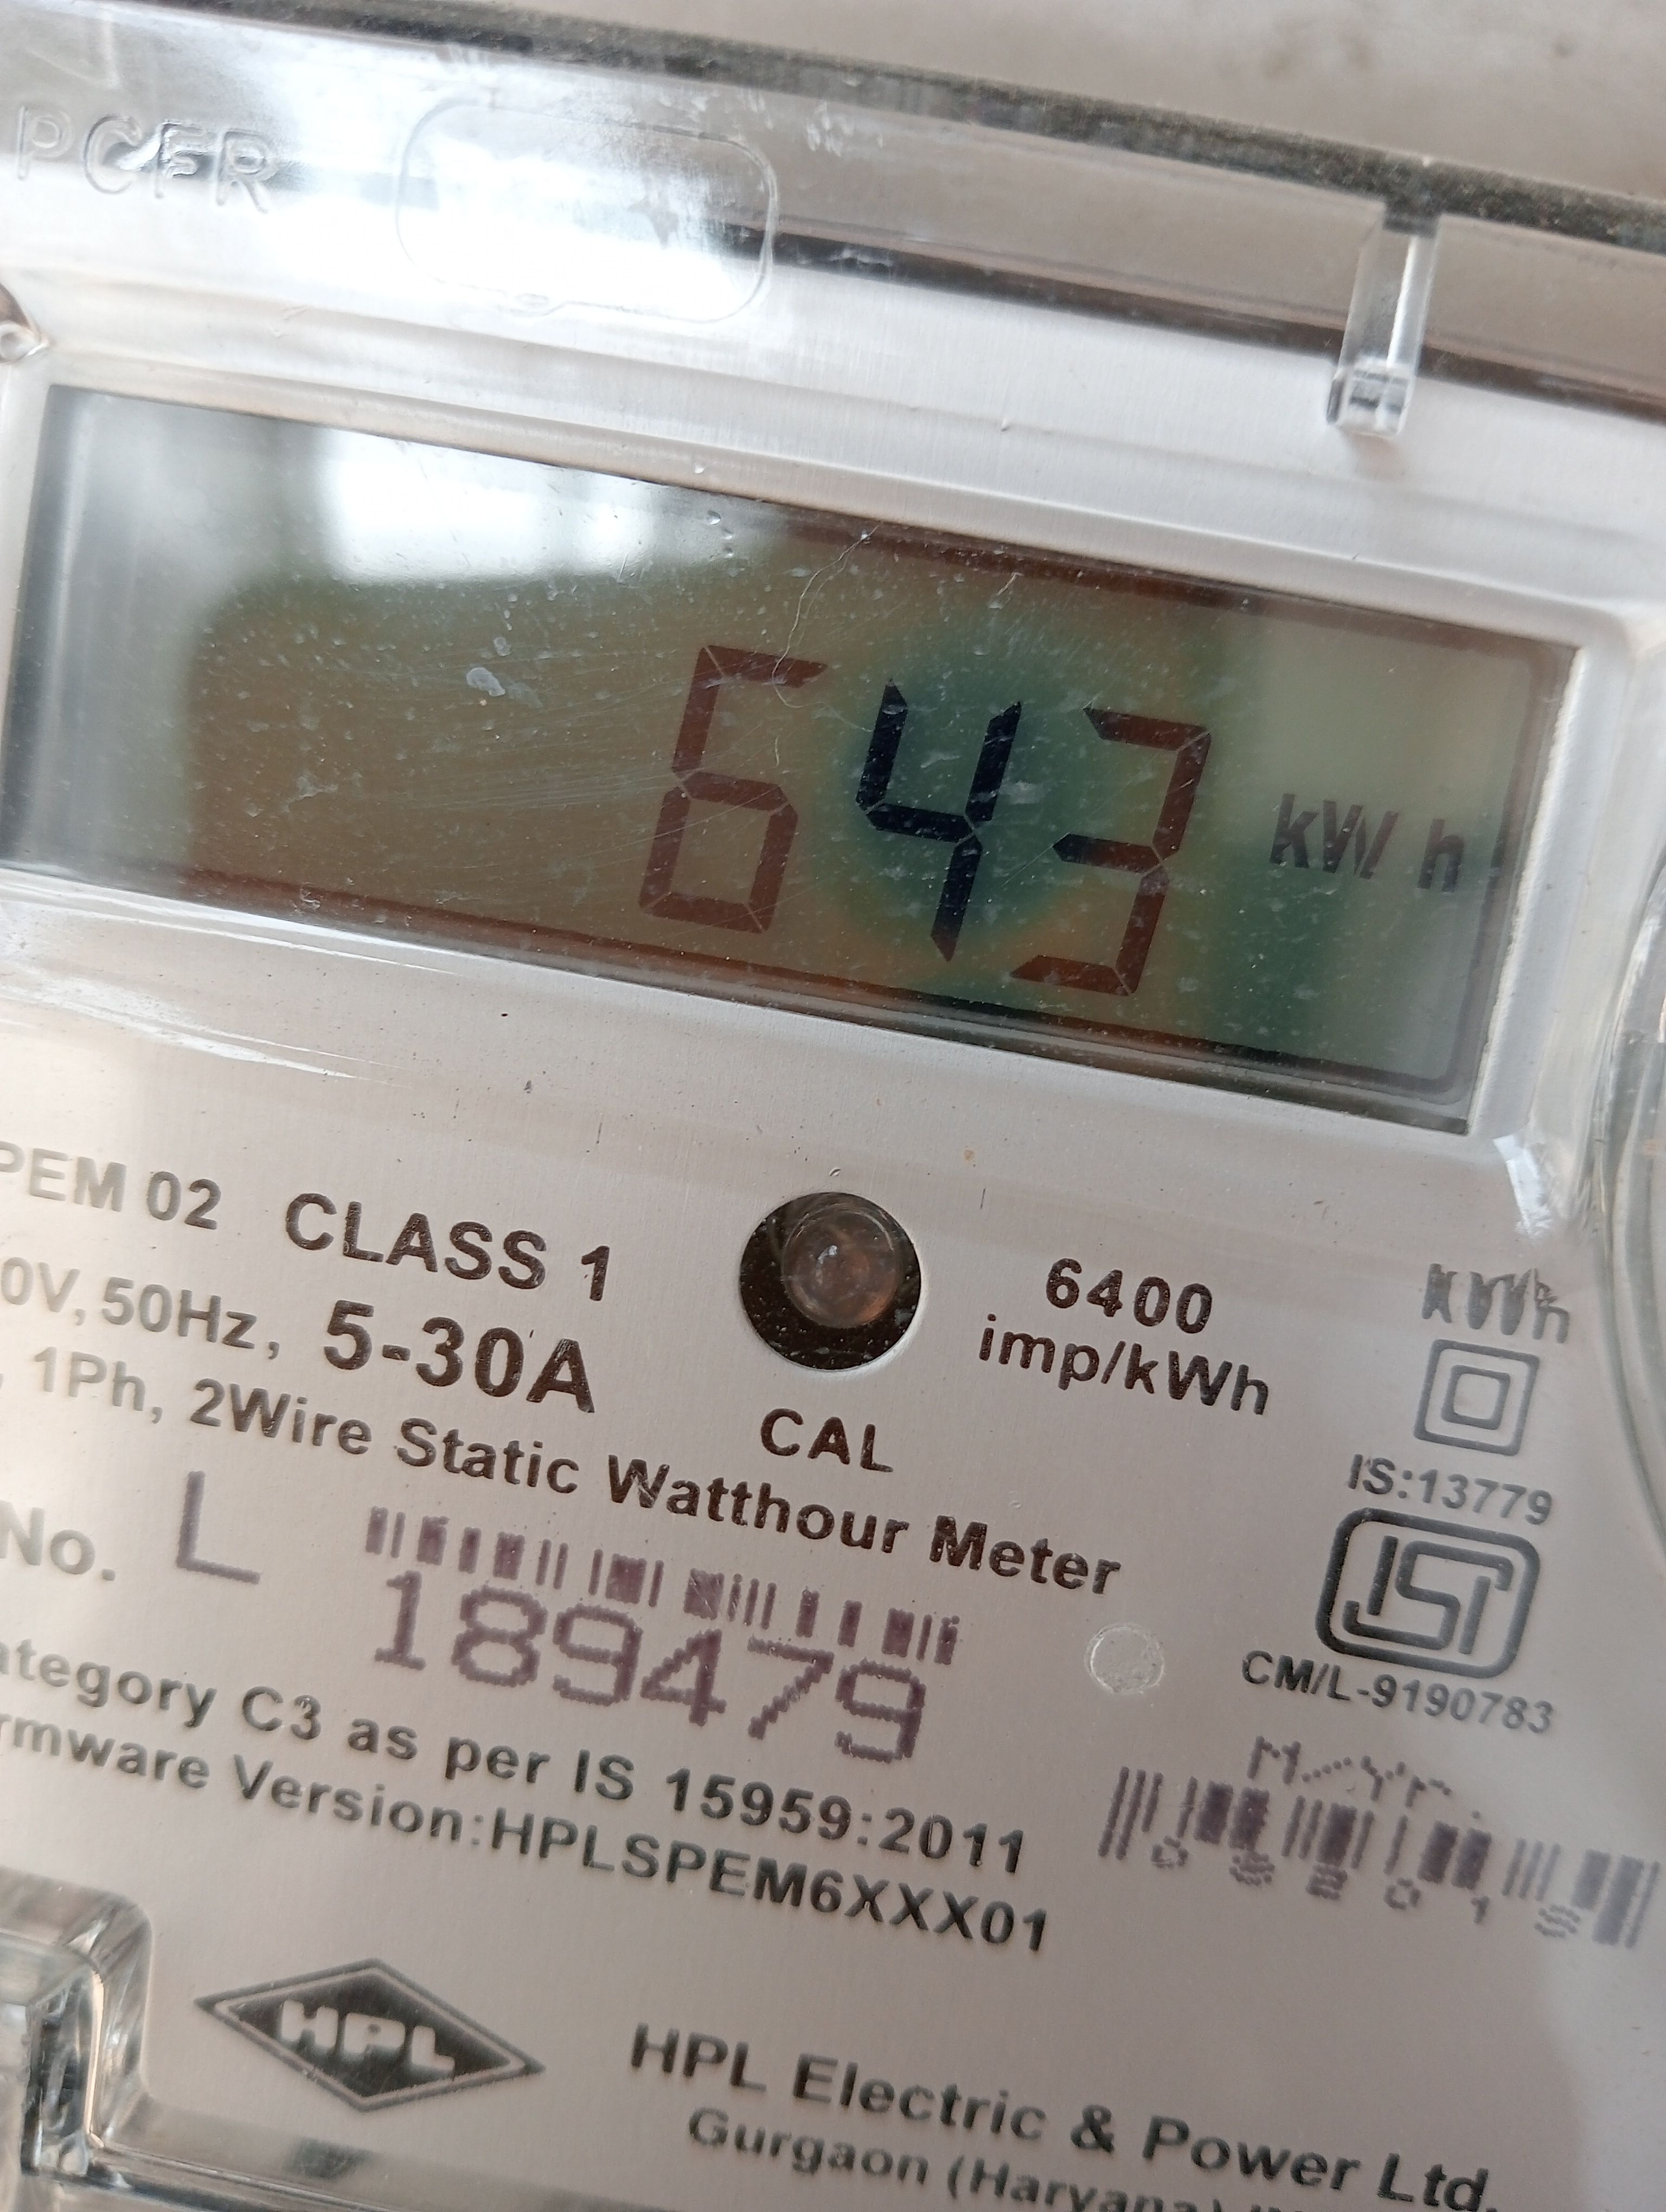 PCFR
643 kWh
PEM 02 CLASS 1
0V, 50Hz, 5-30A
6400
imp/kWh
KWh
1Ph, 2Wire Static Watthour Meter
CAL
IS:13779
ISI
No. L
189479
CM/L-9190783
ategory C3 as per IS 15959:2011
rmware Version:HPLSPEM6XXX01
HPL
HPL Electric & Power Ltd.
Gurgaon (Haryana)